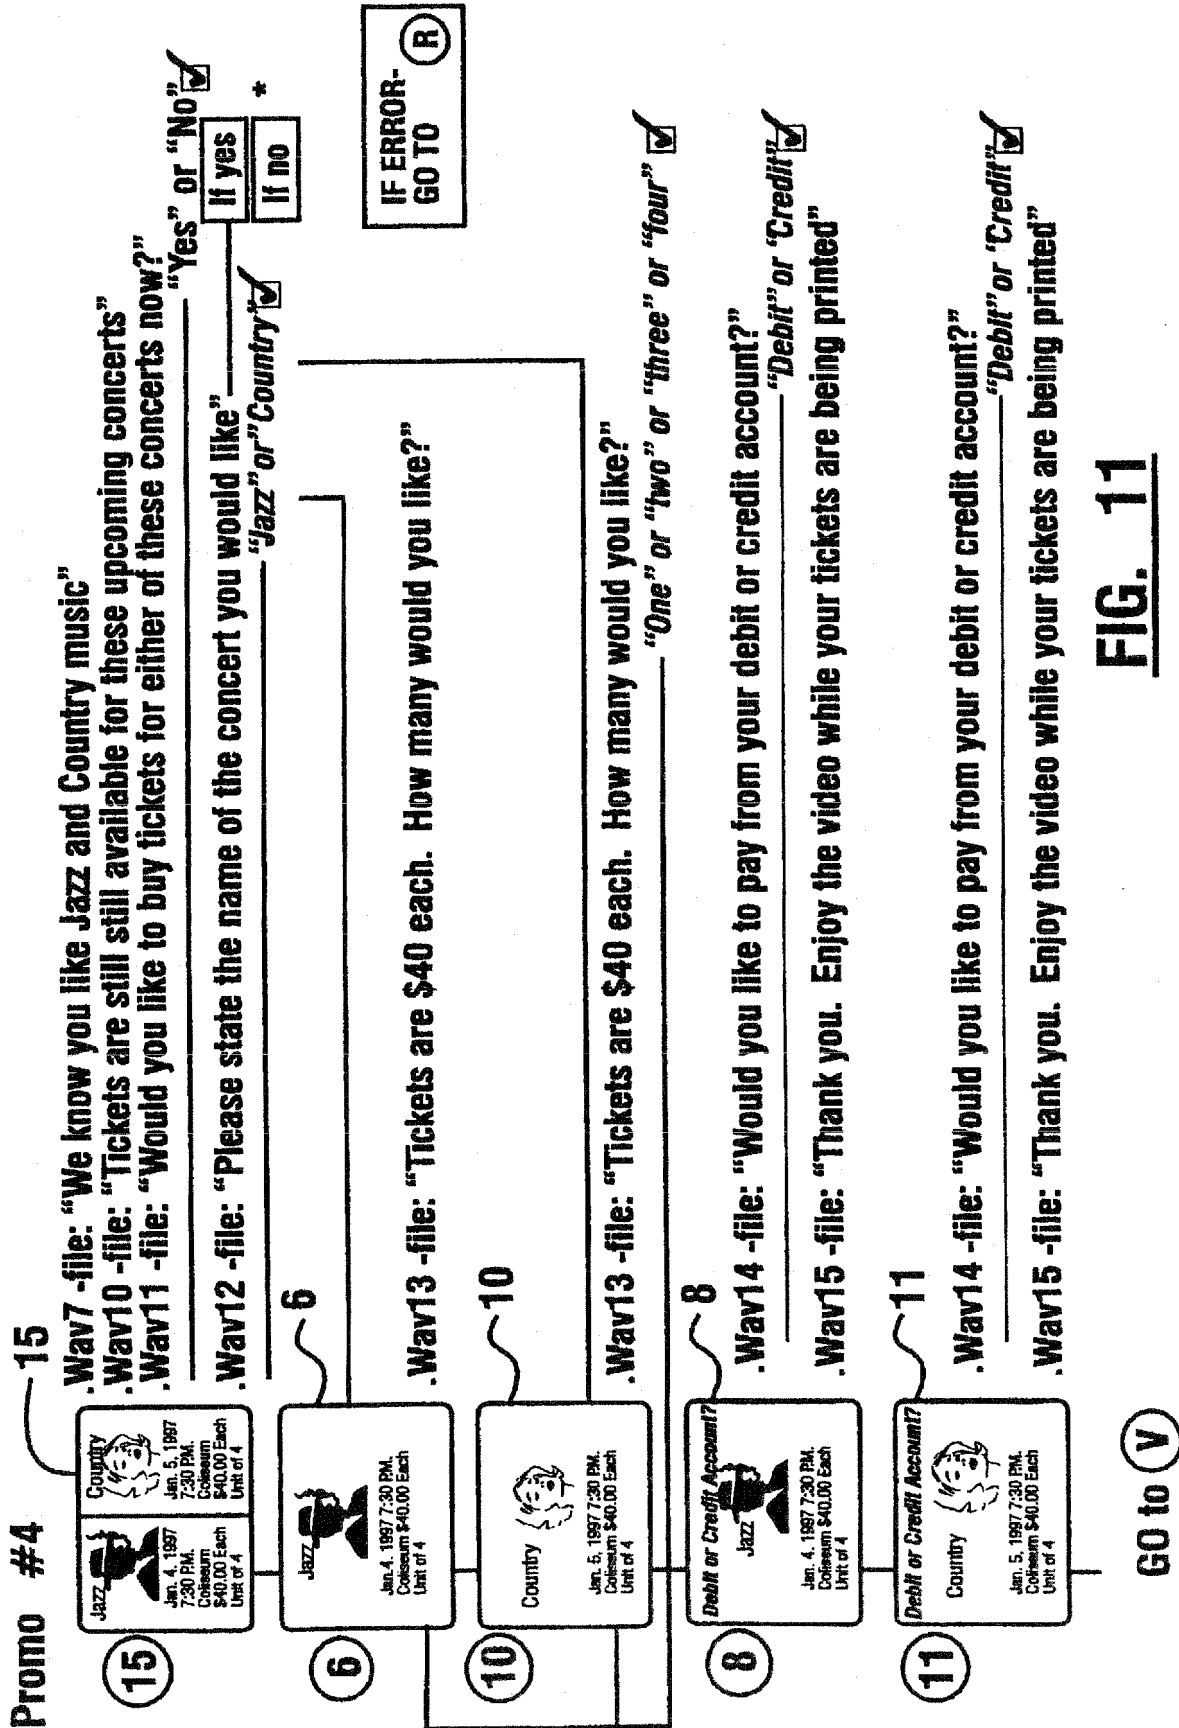 Promo #4
15
.Wav7 -file: “We know you like Jazz and Country music”
.Wav10 -file: “Tickets are still still available for these upcoming concerts”
.Wav11 -file: “Would you like to buy tickets for either of these concerts now?”
“Yes” or “No”
If yes
If no *
.Wav12 -file: “Please state the name of the concert you would like”
“Jazz” or “Country”
15
Jazz
Jan. 4, 1997
7:30 P.M.
Coliseum
$40.00 Each
Unit of 4
Country
Jan. 5, 1997
7:30 P.M.
Coliseum
$40.00 Each
Unit of 4
IF ERROR-
GO TO R
6
6
Jazz
Jan. 4, 1997 7:30 P.M.
Coliseum $40.00 Each
Unit of 4
.Wav13 -file: “Tickets are $40 each. How many would you like?”
10
10
Country
Jan. 5, 1997 7:30 P.M.
Coliseum $40.00 Each
Unit of 4
.Wav13 -file: “Tickets are $40 each. How many would you like?
“One” or “two” or “three” or “four”
8
8
Debit or Credit Account?
Jazz
Jan. 4, 1997 7:30 P.M.
Coliseum $40.00 Each
Unit of 4
.Wav14 -file: “Would you like to pay from your debit or credit account?”
“Debit” or ‘Credit”
.Wav15 -file: “Thank you. Enjoy the video while your tickets are being printed”
11
11
Debit or Credit Account?
Country
Jan. 5, 1997 7:30 P.M.
Coliseum $40.00 Each
Unit of 4
.Wav14 -file: “Would you like to pay from your debit or credit account?”
“Debit” or ‘Credit”
.Wav15 -file: “Thank you. Enjoy the video while your tickets are being printed”
GO to V
FIG. 11